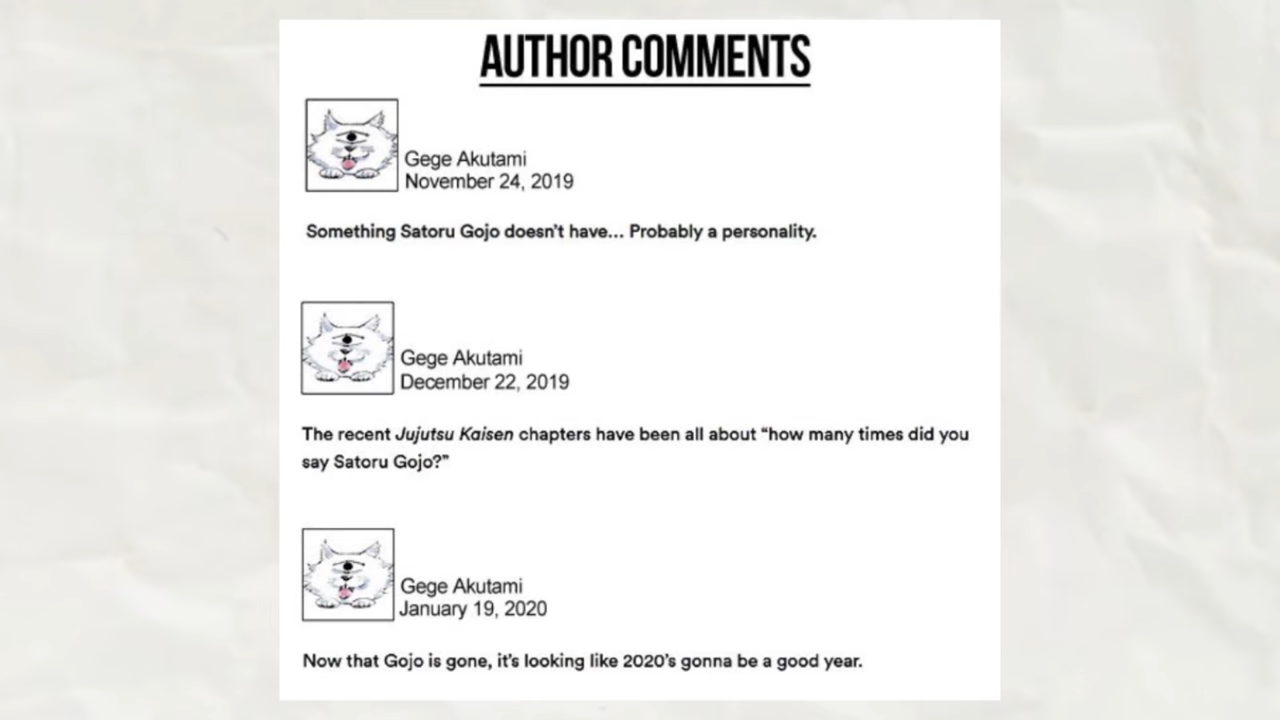 AUTHOR COMMENTS
Gege Akutami
November 24, 2019
Something Satoru Gojo doesn't have... Probably a personality.
Gege Akutami
December 22, 2019
The recent Jujutsu Kaisen chapters have been all about “how many times did you
say Satoru Gojo?”
Gege Akutami
January 19, 2020
Now that Gojo is gone, it's looking like 2020's gonna be a good year.